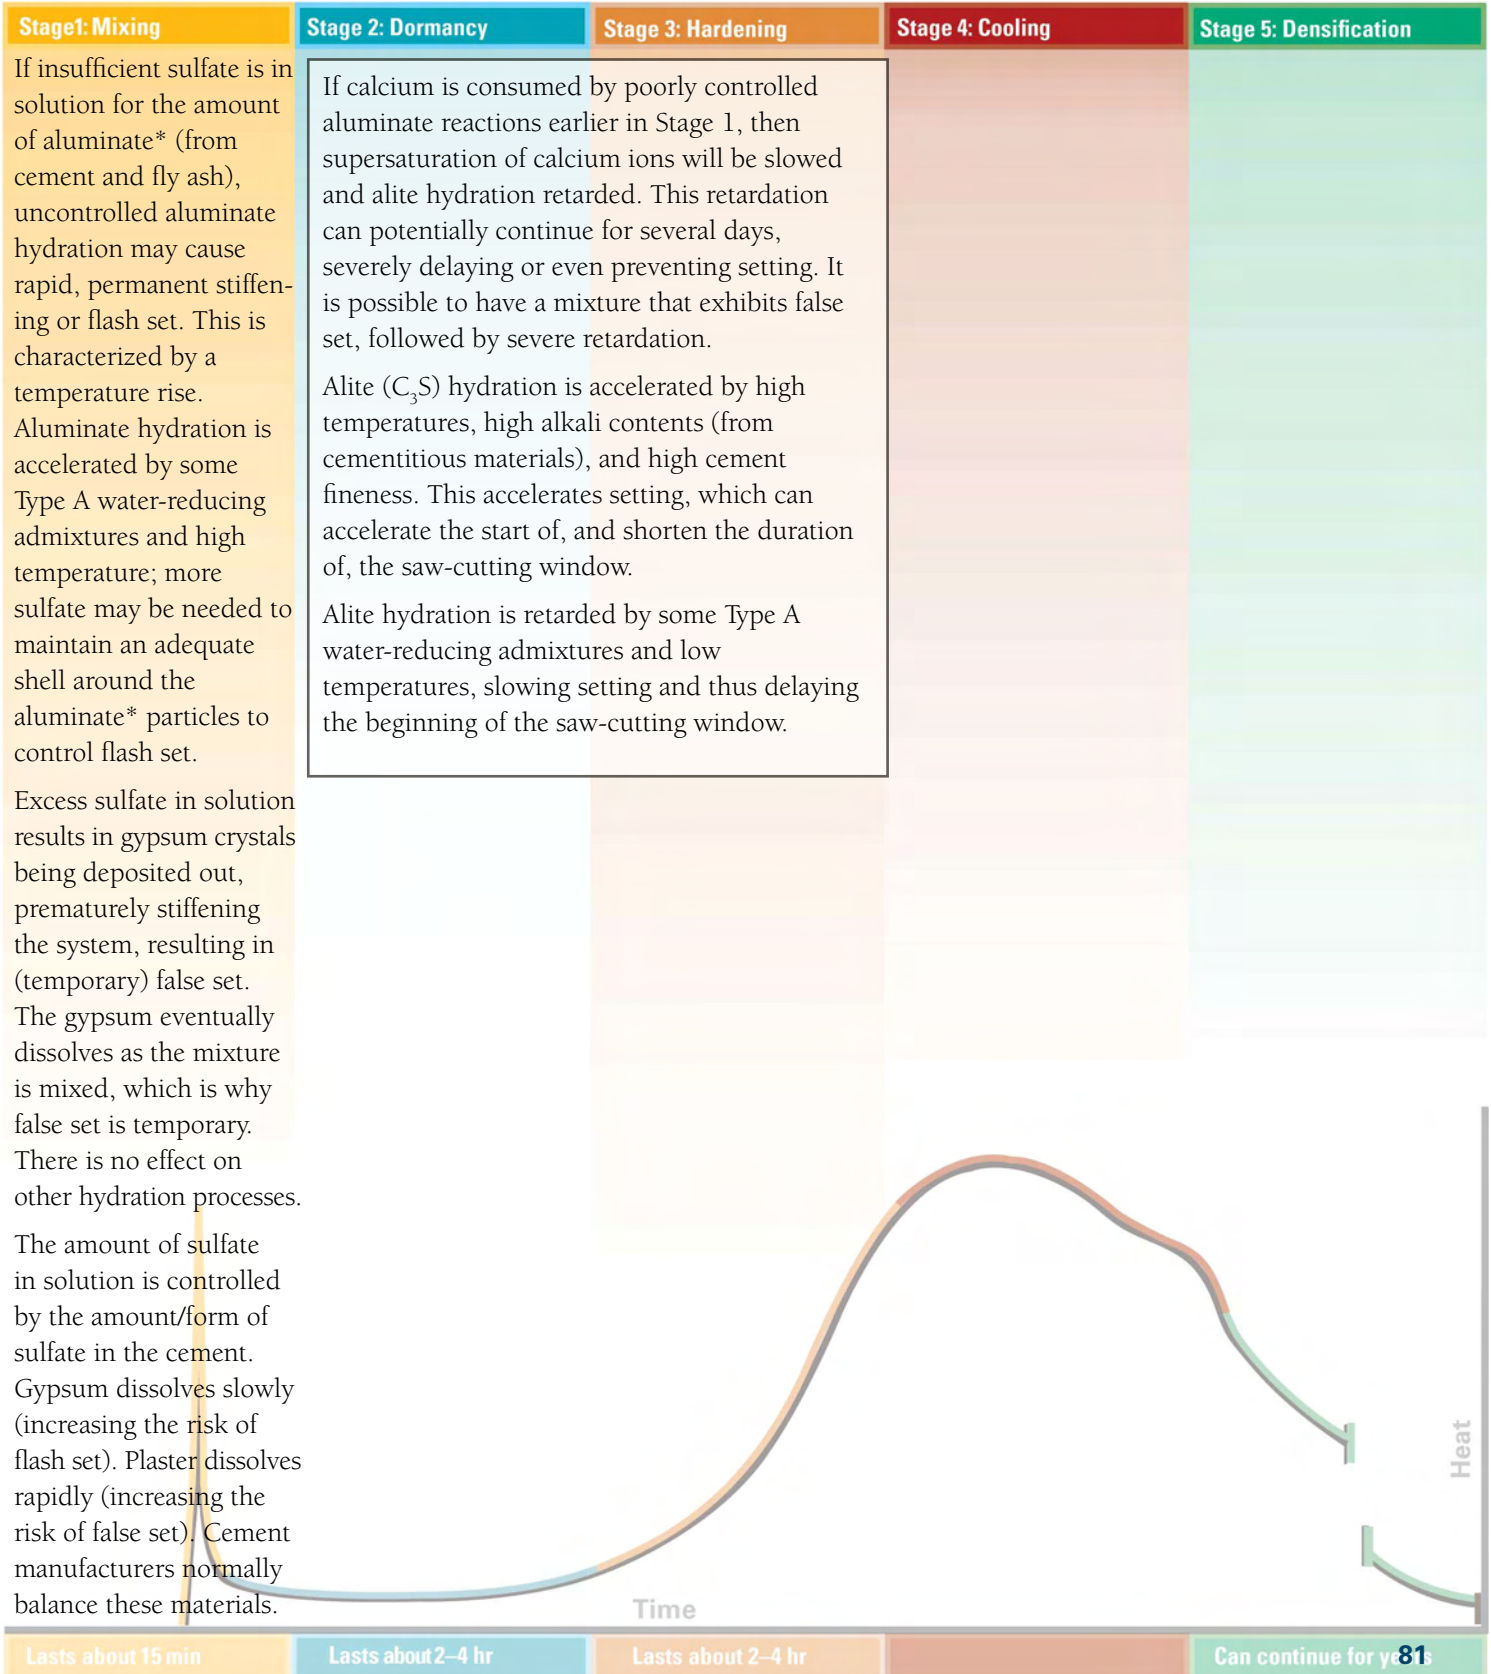 Stage1: Mixing
Stage 2: Dormancy
Stage 3: Hardening
Stage 4: Cooling
Stage 5: Densification
If insufficient sulfate is in
solution for the amount
of aluminate* (from
cement and fly ash),
uncontrolled aluminate
hydration may cause
rapid, permanent stiffen-
ing or flash set. This is
characterized by a
temperature rise.
Aluminate hydration is
accelerated by some
Type A water-reducing
admixtures and high
temperature; more
sulfate may be needed to
maintain an adequate
shell around the
aluminate* particles to
control flash set.
Excess sulfate in solution
results in gypsum crystals
being deposited out,
prematurely stiffening
the system, resulting in
(temporary) false set.
The gypsum eventually
dissolves as the mixture
is mixed, which is why
false set is temporary.
There is no effect on
other hydration processes.
The amount of sulfate
in solution is controlled
by the amount/form of
sulfate in the cement.
Gypsum dissolves slowly
(increasing the risk of
flash set). Plaster dissolves
rapidly (increasing the
risk of false set). Cement
manufacturers normally
balance these materials.
If calcium is consumed by poorly controlled
aluminate reactions earlier in Stage 1, then
supersaturation of calcium ions will be slowed
and alite hydration retarded. This retardation
can potentially continue for several days,
severely delaying or even preventing setting. It
is possible to have a mixture that exhibits false
set, followed by severe retardation.
Alite (C₃S) hydration is accelerated by high
temperatures, high alkali contents (from
cementitious materials), and high cement
fineness. This accelerates setting, which can
accelerate the start of, and shorten the duration
of, the saw-cutting window.
Alite hydration is retarded by some Type A
water-reducing admixtures and low
temperatures, slowing setting and thus delaying
the beginning of the saw-cutting window.
Heat
Time
Lasts about 15 min
Lasts about 2–4 hr
Lasts about 2–4 hr
Can continue for years
81